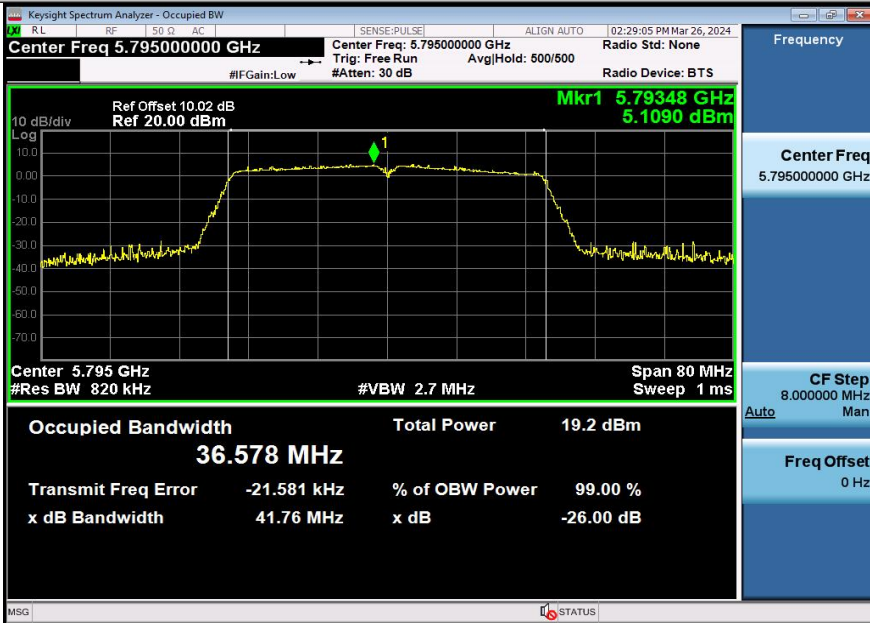 Keysight Spectrum Analyzer - Occupied BW
LXI RL RF 50 Ω AC SENSE:PULSE ALIGN AUTO 02:29:05 PM Mar 26, 2024
Center Freq 5.795000000 GHz
Center Freq: 5.795000000 GHz
Radio Std: None
Trig: Free Run Avg|Hold: 500/500
#IFGain:Low
#Atten: 30 dB
Radio Device: BTS
Frequency
Ref Offset 10.02 dB
Mkr1 5.79348 GHz
10 dB/div Ref 20.00 dBm
5.1090 dBm
Log
1
10.0
0.00
-10.0
-20.0
-30.0
-40.0
-50.0
-60.0
-70.0
Center 5.795 GHz
Span 80 MHz
#Res BW 820 kHz
#VBW 2.7 MHz
Sweep 1 ms
Occupied Bandwidth
Total Power 19.2 dBm
36.578 MHz
Transmit Freq Error -21.581 kHz
% of OBW Power 99.00 %
x dB Bandwidth 41.76 MHz
x dB -26.00 dB
Center Freq
5.795000000 GHz
CF Step
8.000000 MHz
Auto Man
Freq Offset
0 Hz
MSG
STATUS